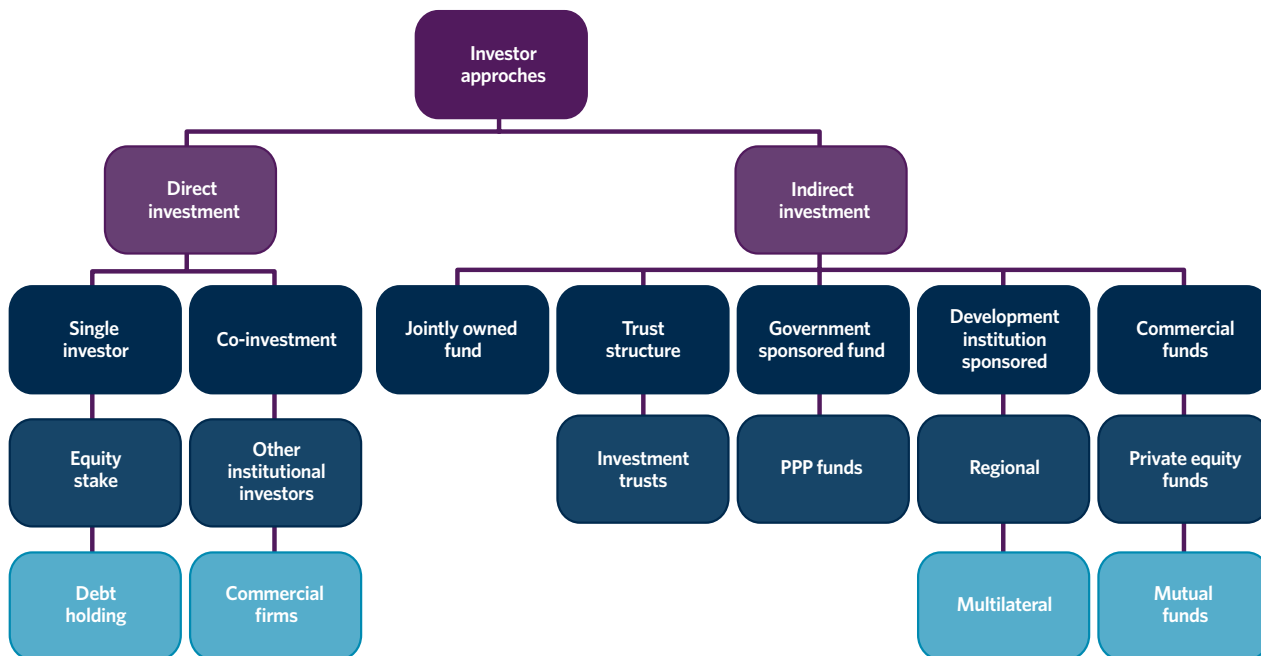 Investor
approches
Direct
investment
Indirect
investment
Single
investor
Co-investment
Jointly owned
fund
Trust
structure
Government
sponsored fund
Development
institution
sponsored
Commercial
funds
Equity
stake
Other
institutional
investors
Investment
trusts
PPP funds
Regional
Private equity
funds
Debt
holding
Commercial
firms
Multilateral
Mutual
funds